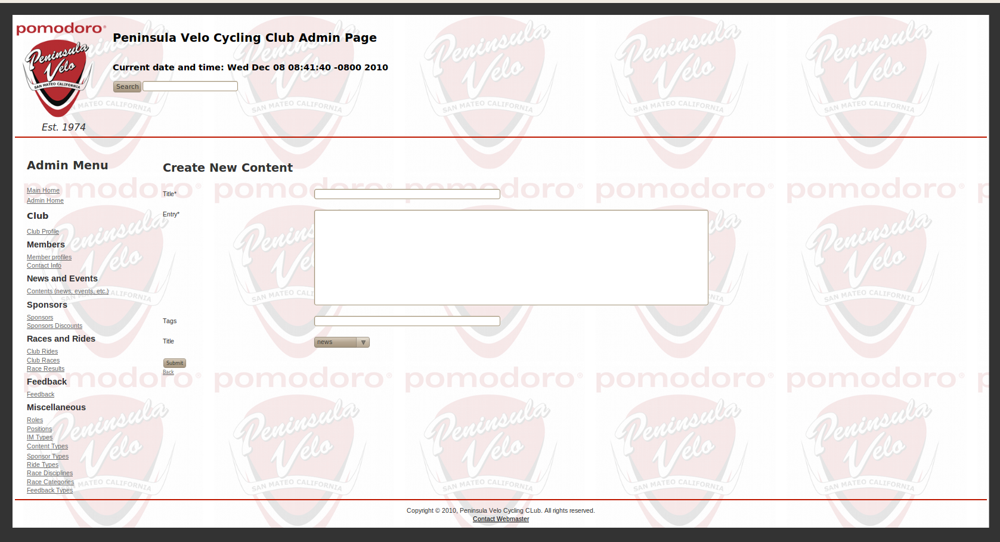 pomodoro®
Peninsula
Velo
SAN MATEO CALIFORNIA
Est. 1974
Peninsula Velo Cycling Club Admin Page
Current date and time: Wed Dec 08 08:41:40 -0800 2010
Search
Admin Menu
Main Home
Admin Home
Club
Club Profile
Members
Member profiles
Contact Info
News and Events
Contents (news, events, etc.)
Sponsors
Sponsors
Sponsors Discounts
Races and Rides
Club Rides
Club Races
Race Results
Feedback
Feedback
Miscellaneous
Roles
Positions
IM Types
Content Types
Sponsor Types
Ride Types
Race Disciplines
Race Categories
Feedback Types
Create New Content
Title*
Entry*
Tags
Title
news
Submit
Back
Copyright © 2010, Peninsula Velo Cycling CLub. All rights reserved.
Contact Webmaster